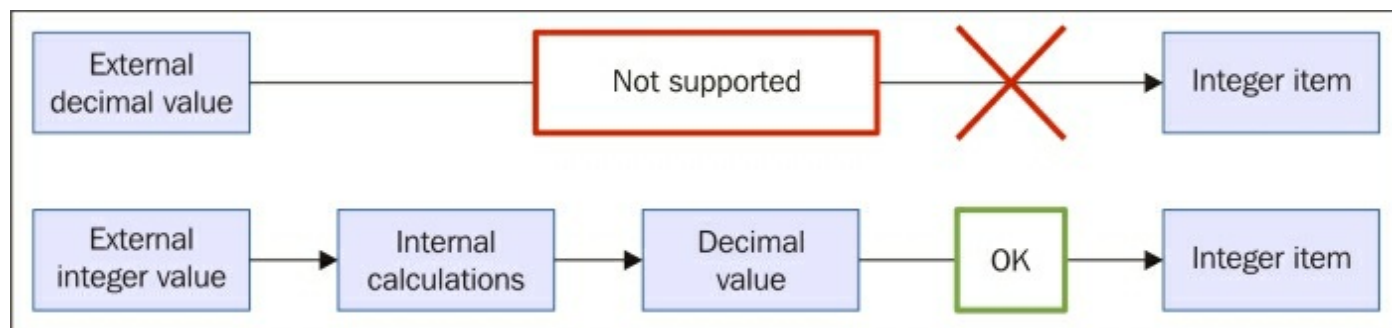 External
decimal value
Not supported
Integer item
External
integer value
Internal
calculations
Decimal
value
OK
Integer item